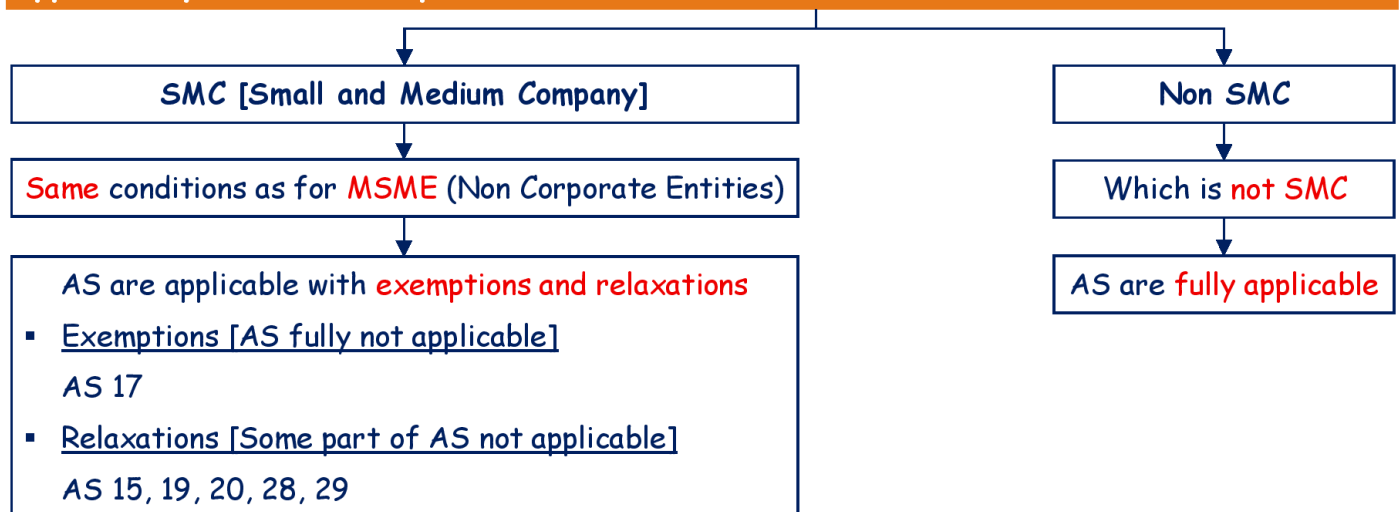 SMC [Small and Medium Company]
Non SMC
Same conditions as for MSME (Non Corporate Entities)
Which is not SMC
AS are applicable with exemptions and relaxations
AS are fully applicable
▪ Exemptions [AS fully not applicable]
AS 17
▪ Relaxations [Some part of AS not applicable]
AS 15, 19, 20, 28, 29